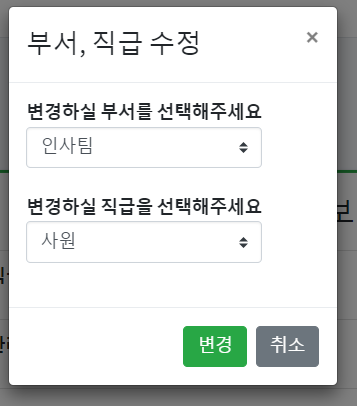 부서, 직급 수정
×
변경하실 부서를 선택해주세요
인사팀
변경하실 직급을 선택해주세요
사원
보
변경
취소